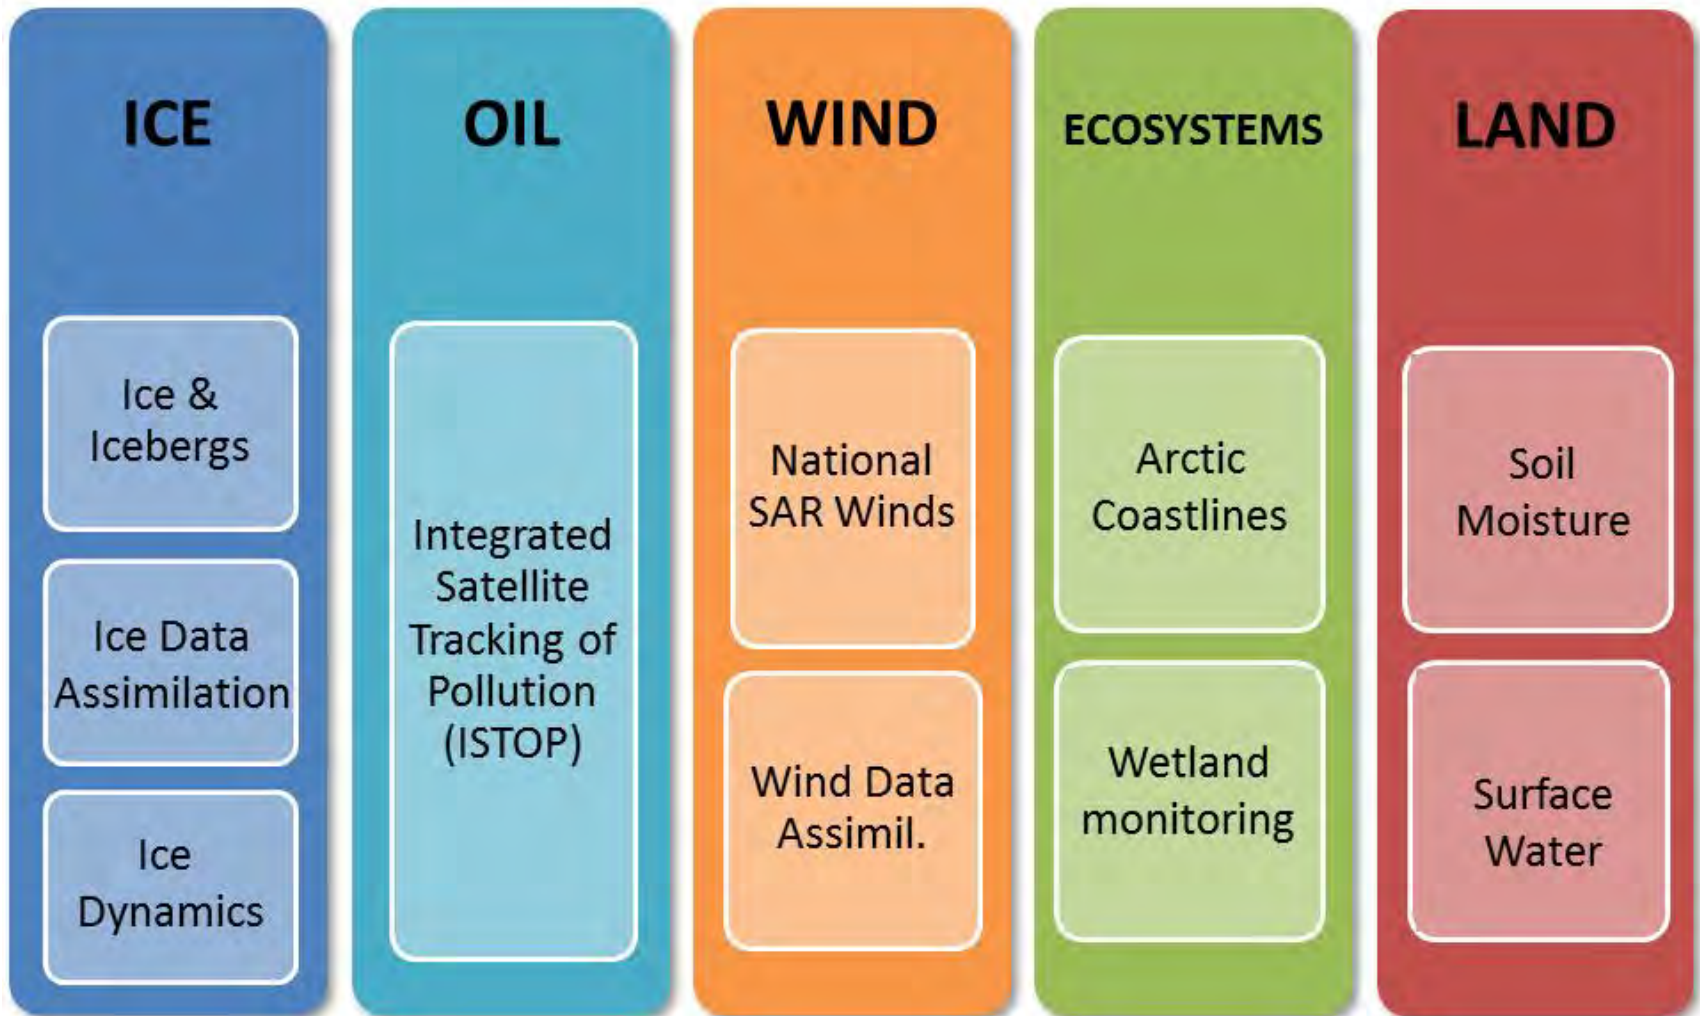 ICE
Ice &
Icebergs
Ice Data
Assimilation
Ice
Dynamics
OIL
Integrated
Satellite
Tracking of
Pollution
(ISTOP)
WIND
National
SAR Winds
Wind Data
Assimil.
ECOSYSTEMS
Arctic
Coastlines
Wetland
monitoring
LAND
Soil
Moisture
Surface
Water